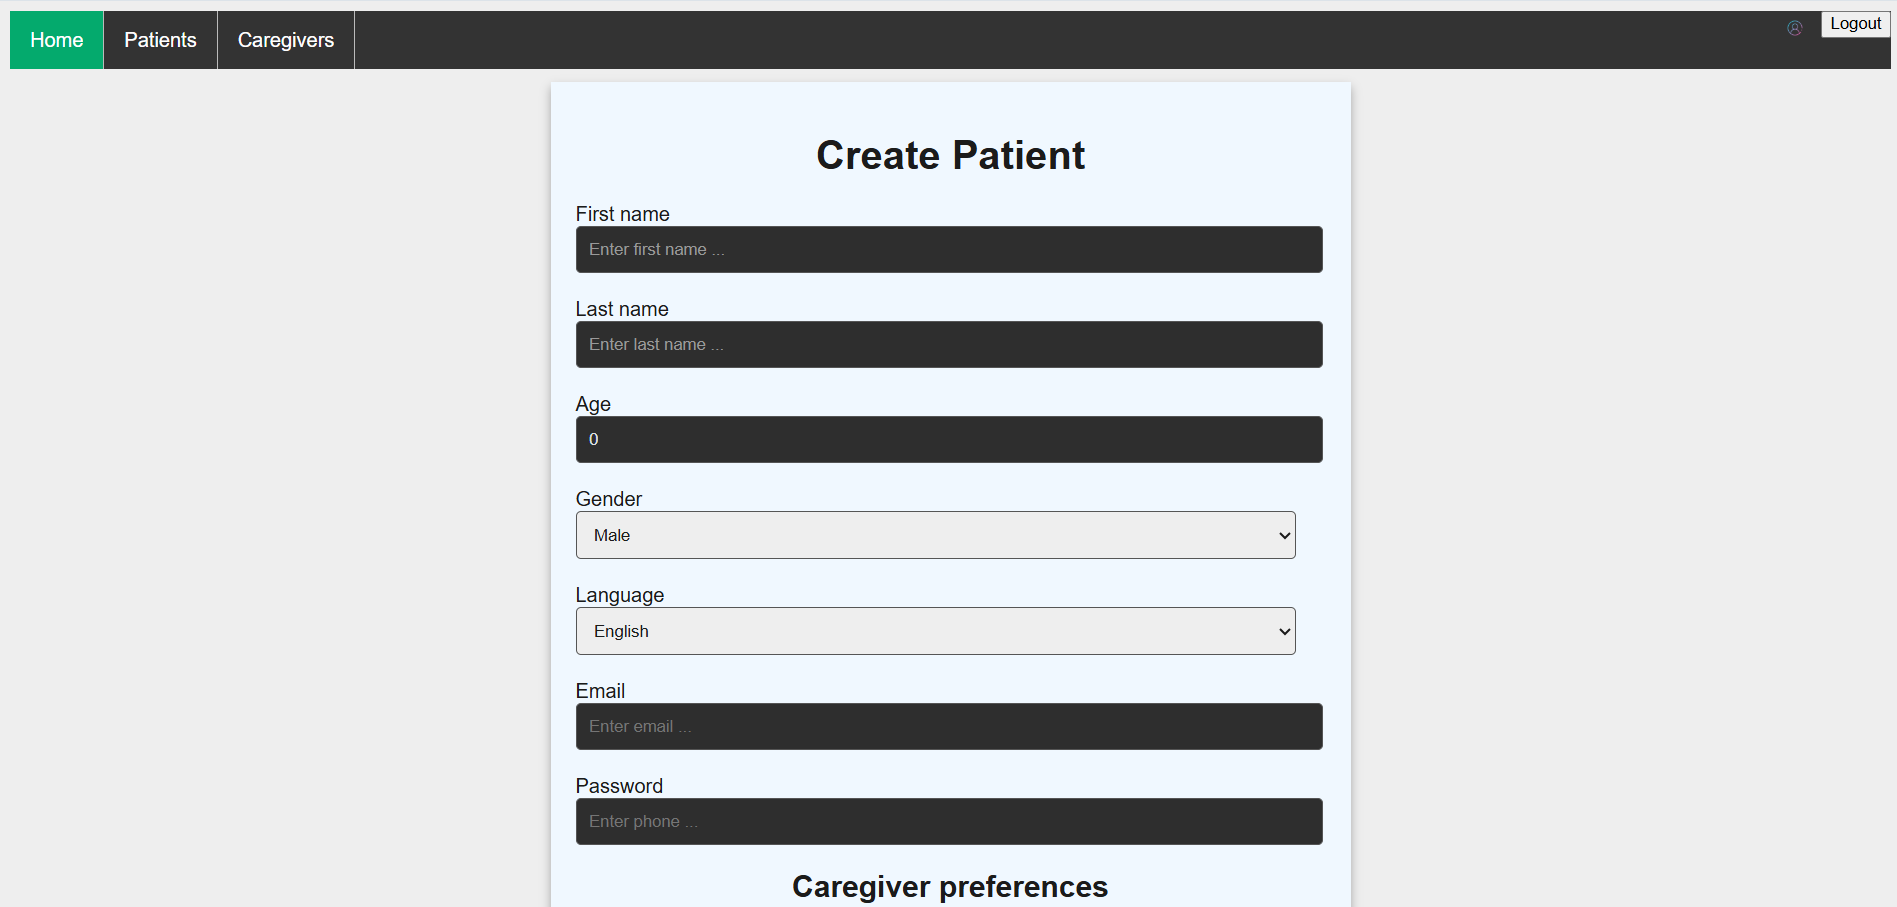 Home Patients Caregivers Logout
Create Patient
First name
Enter first name ...
Last name
Enter last name ...
Age
0
Gender
Male
Language
English
Email
Enter email ...
Password
Enter phone ...
Caregiver preferences